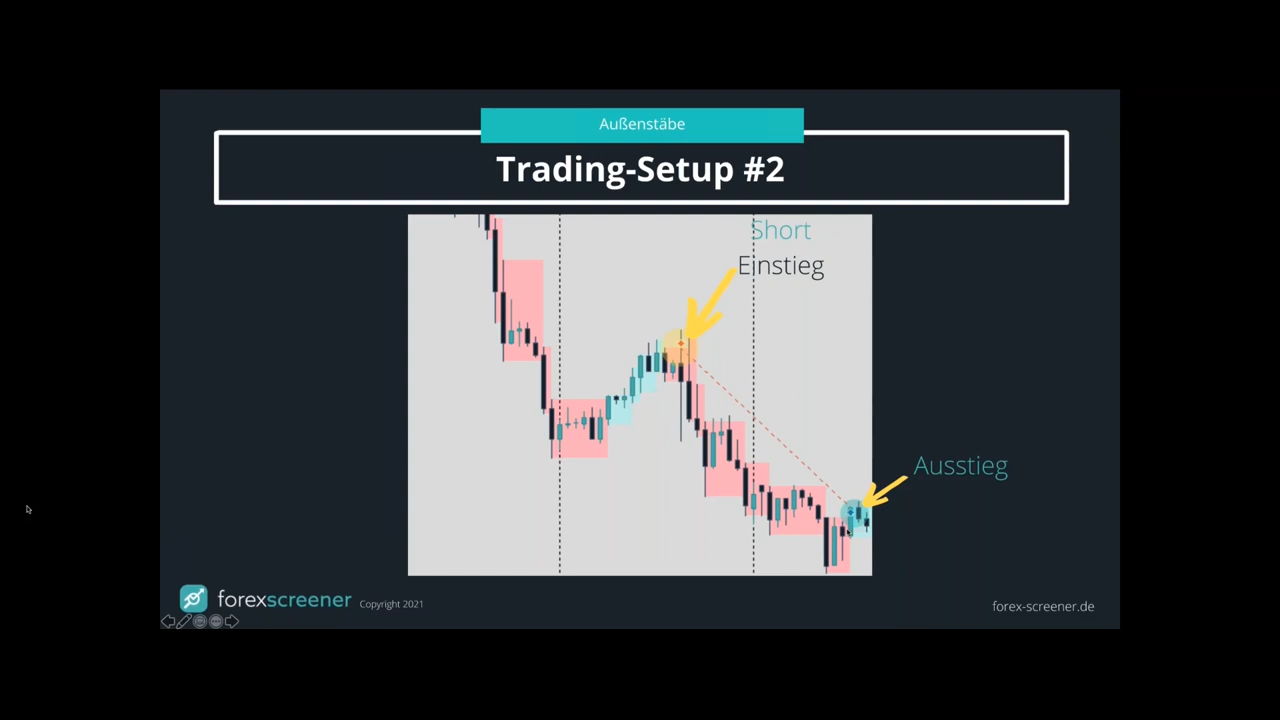 Außenstäbe
Trading-Setup #2
Short
Einstieg
Ausstieg
forexscreener
Copyright 2021
forex-screener.de